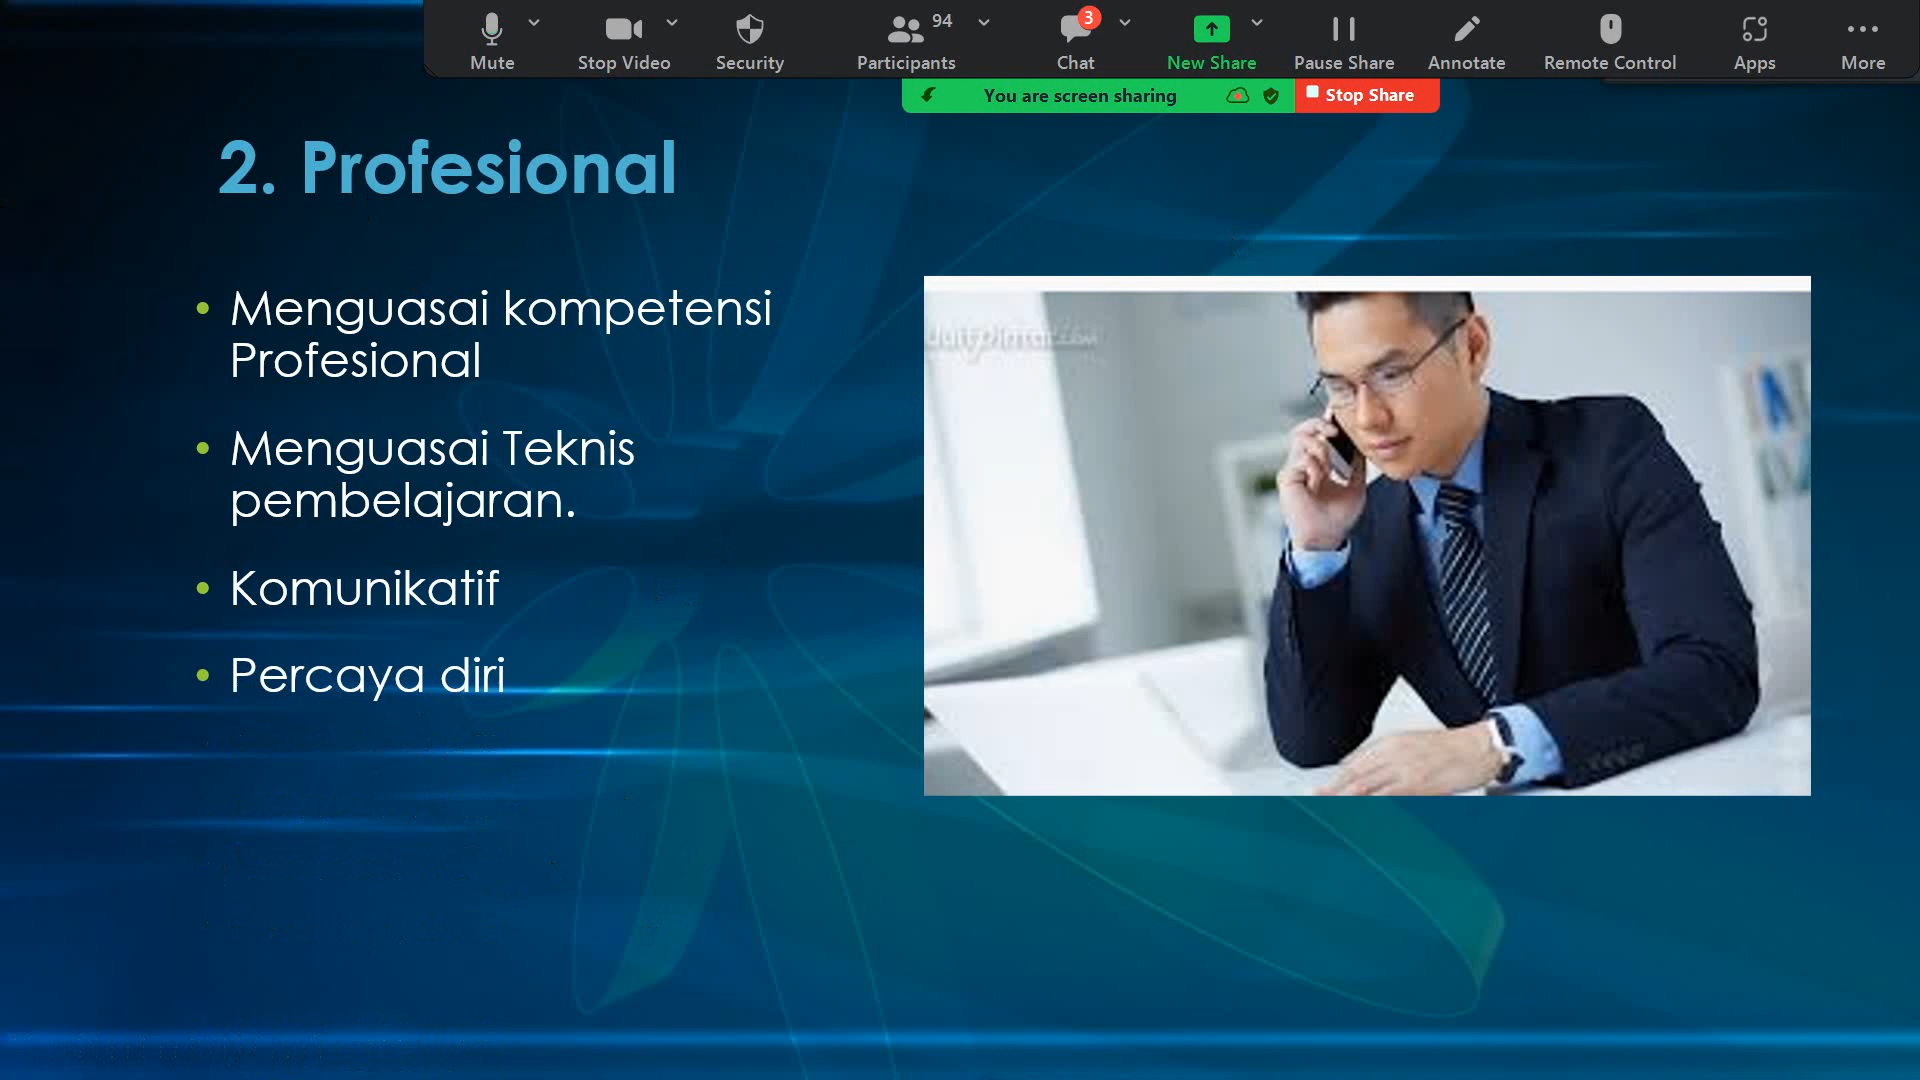 94
3
Mute
Stop Video
Security
Participants
Chat
New Share
Pause Share
Annotate
Remote Control
Apps
More
You are screen sharing
Stop Share
2. Profesional
• Menguasai kompetensi
Profesional
• Menguasai Teknis
pembelajaran.
• Komunikatif
• Percaya diri